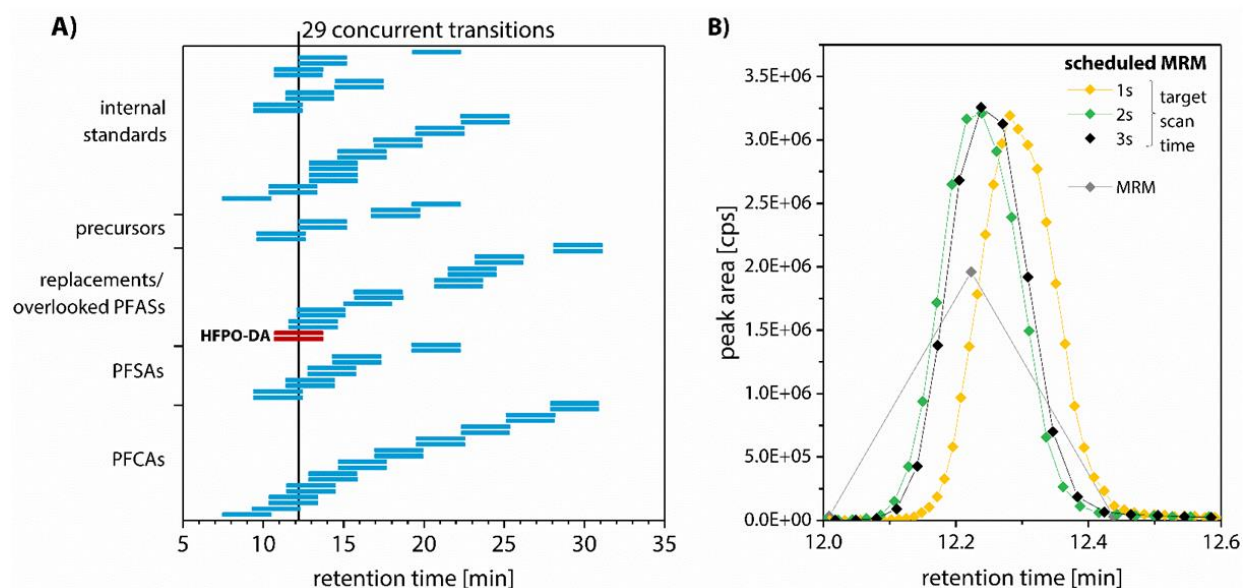 A)
29 concurrent transitions
internal
standards
precursors
replacements/
overlooked PFASs
HFPO-DA
PFSAs
PFCAs
5 10 15 20 25 30 35
retention time [min]
B)
scheduled MRM
1s
2s
3s
target
scan
time
MRM
3.5E+06
3.0E+06
2.5E+06
2.0E+06
1.5E+06
1.0E+06
5.0E+05
0.0E+00
peak area [cps]
12.0 12.2 12.4 12.6
retention time [min]